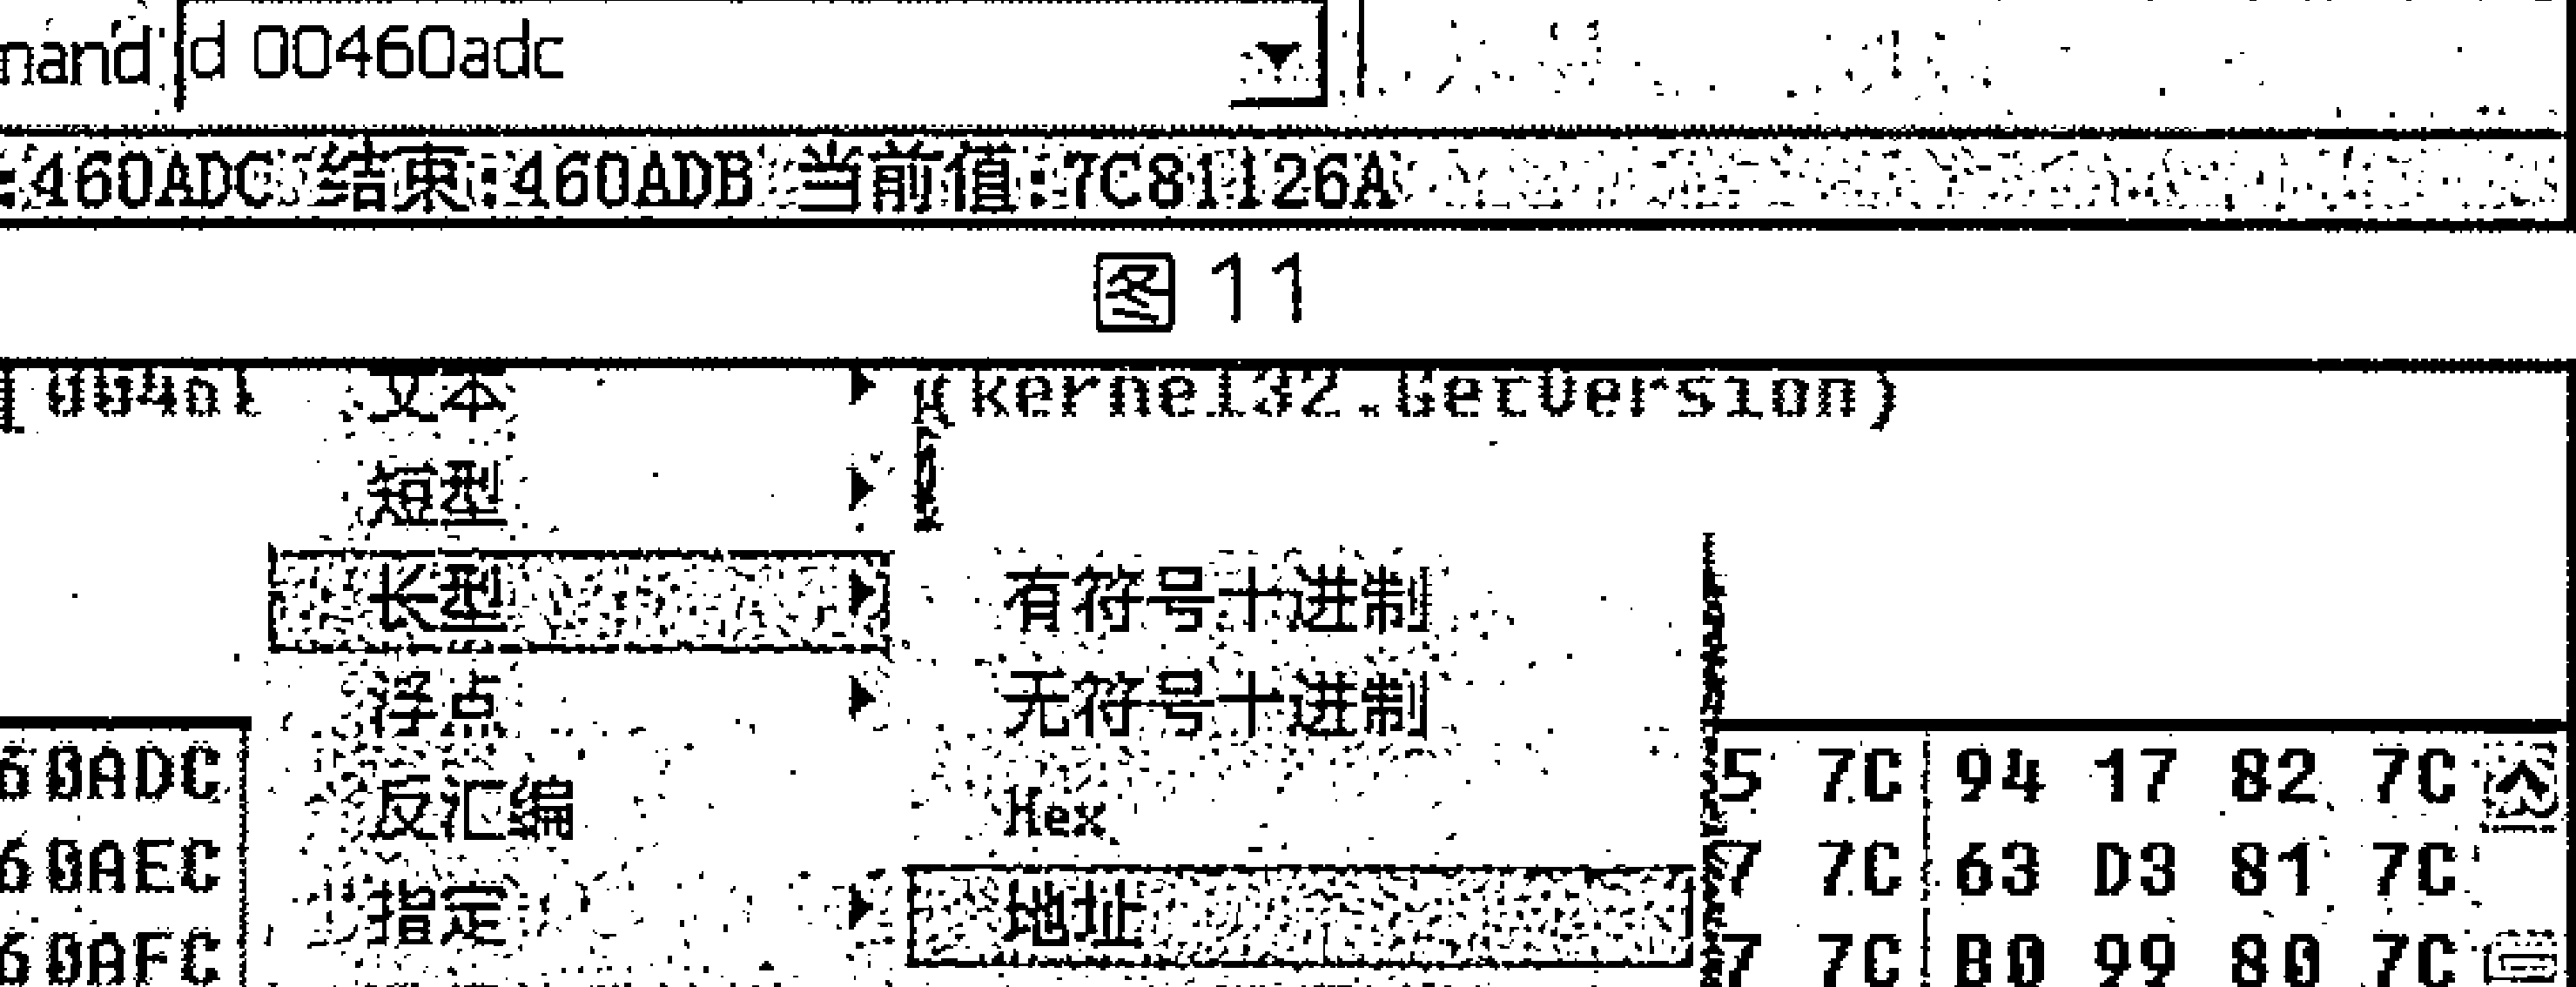 mand d 00460adc
:460ADC 结束:460ADB 当前值:7C81126A
图 11
文本 (kernel32.GetVersion)
短型
长型 有符号十进制
浮点 无符号十进制
60ADC 反汇编 Hex 5 7C 94 17 82 7C
60AEC 指定 地址 7 7C 63 D3 81 7C
60AFC 7 7C B0 99 80 7C